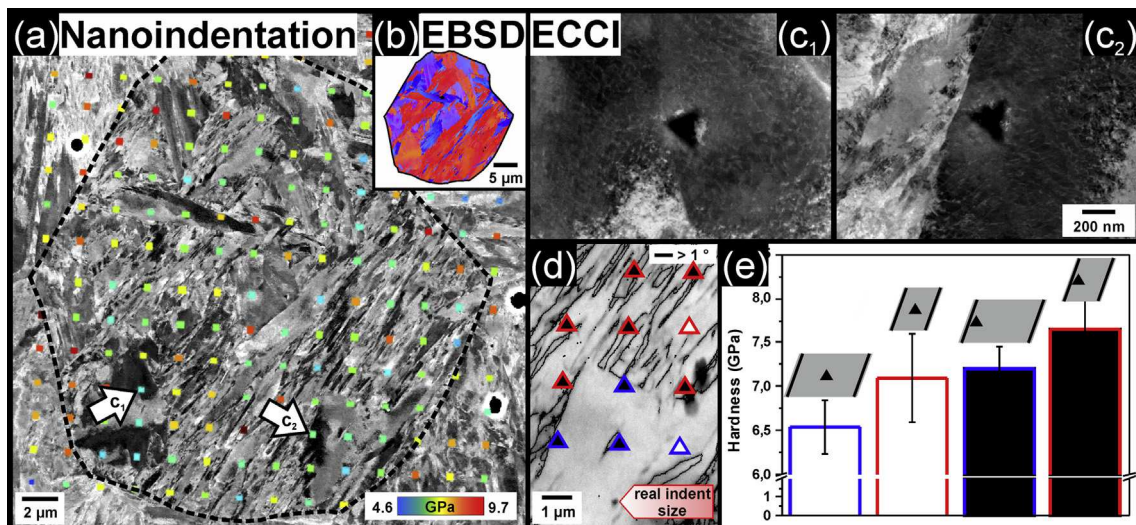 (a) Nanoindentation
(b) EBSD
ECCI
(c1)
(c2)
5 µm
200 nm
c1
c2
2 µm
GPa
4.6 9.7
(d)
> 1 °
real indent
size
1 µm
(e)
Hardness (GPa)
8,0
7,5
7,0
6,5
6,0
1
0